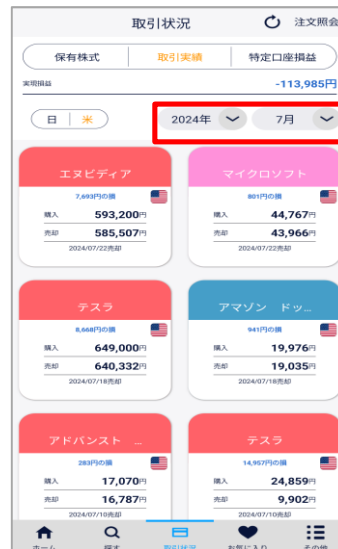 取引状況 注文照会
保有株式 取引実績 特定口座損益
実現損益 -113,985円
日 米 2024年 7月
エヌビディア マイクロソフト
7,693円の損 801円の損
購入 593,200円 購入 44,767円
売却 585,507円 売却 43,966円
2024/07/22売却 2024/07/22売却
テスラ アマゾン ドッ...
8,668円の損 941円の損
購入 649,000円 購入 19,976円
売却 640,332円 売却 19,035円
2024/07/18売却 2024/07/18売却
アドバンスト ... テスラ
283円の損 14,957円の損
購入 17,070円 購入 24,859円
売却 16,787円 売却 9,902円
2024/07/10売却 2024/07/10売却
ホーム 探す 取引状況 お気に入り その他